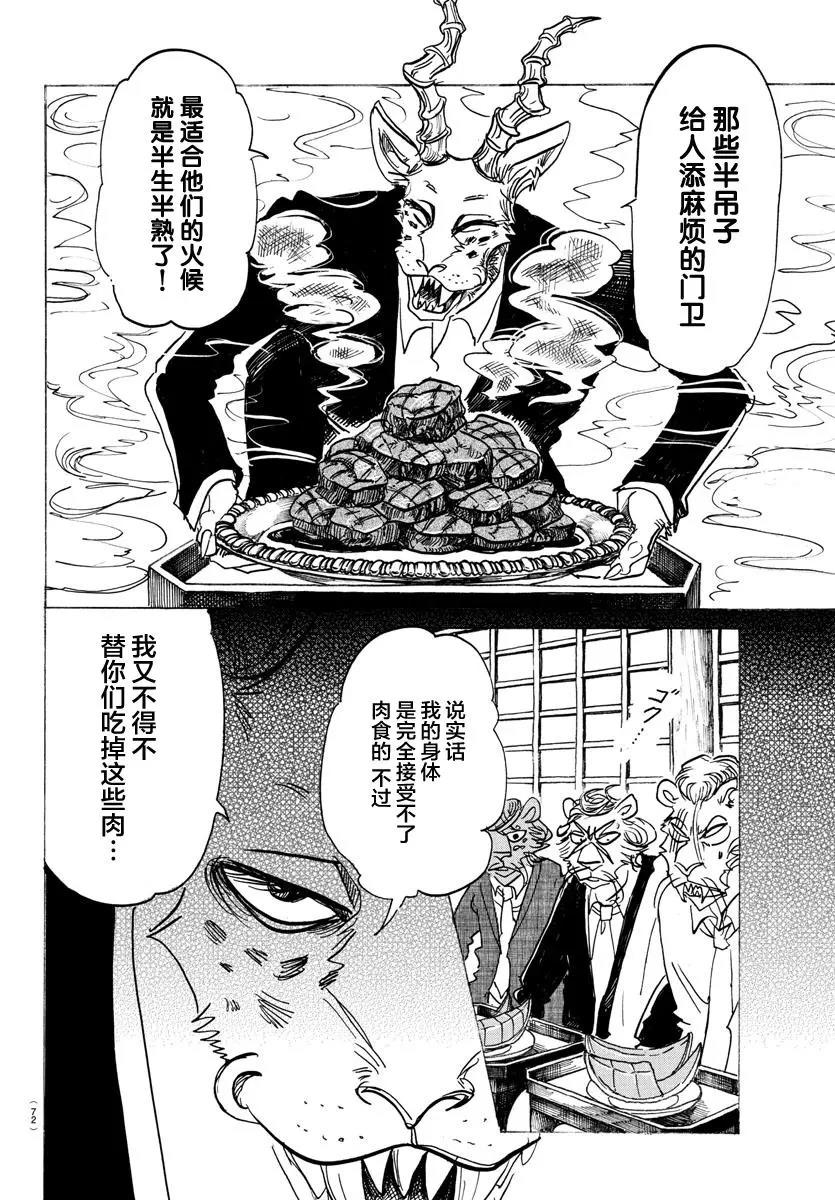 那些半吊子
给人添麻烦的门卫
最适合他们的火候
就是半生半熟了！
说实话
我的身体
是完全接受不了
肉食的 不过
我又不得不
替你们吃掉这些肉…
（72）